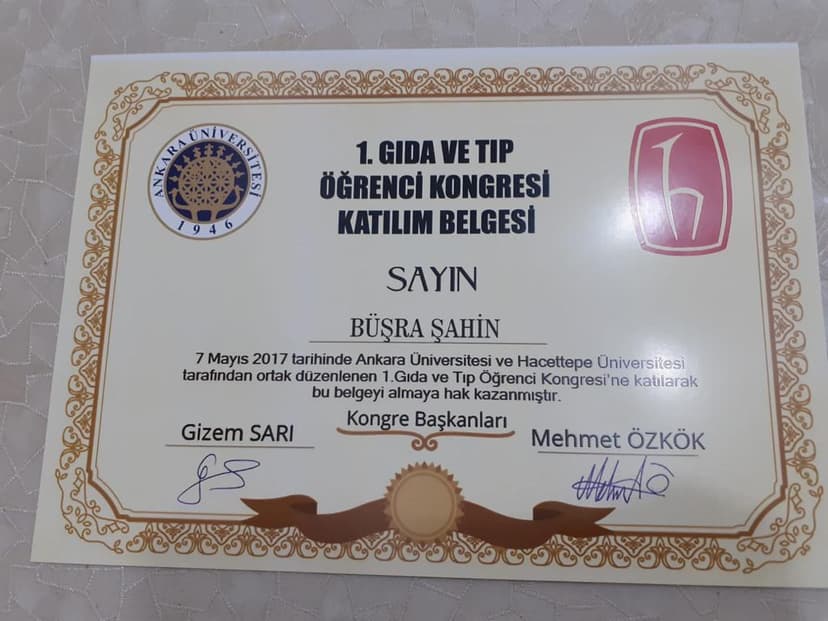 ANKARA ÜNİVERSİTESİ
1946
1. GIDA VE TIP
ÖĞRENCİ KONGRESİ
KATILIM BELGESİ
SAYIN
BÜŞRA ŞAHİN
7 Mayıs 2017 tarihinde Ankara Üniversitesi ve Hacettepe Üniversitesi
tarafından ortak düzenlenen 1.Gıda ve Tıp Öğrenci Kongresi'ne katılarak
bu belgeyi almaya hak kazanmıştır.
Kongre Başkanları
Gizem SARI
Mehmet ÖZKÖK